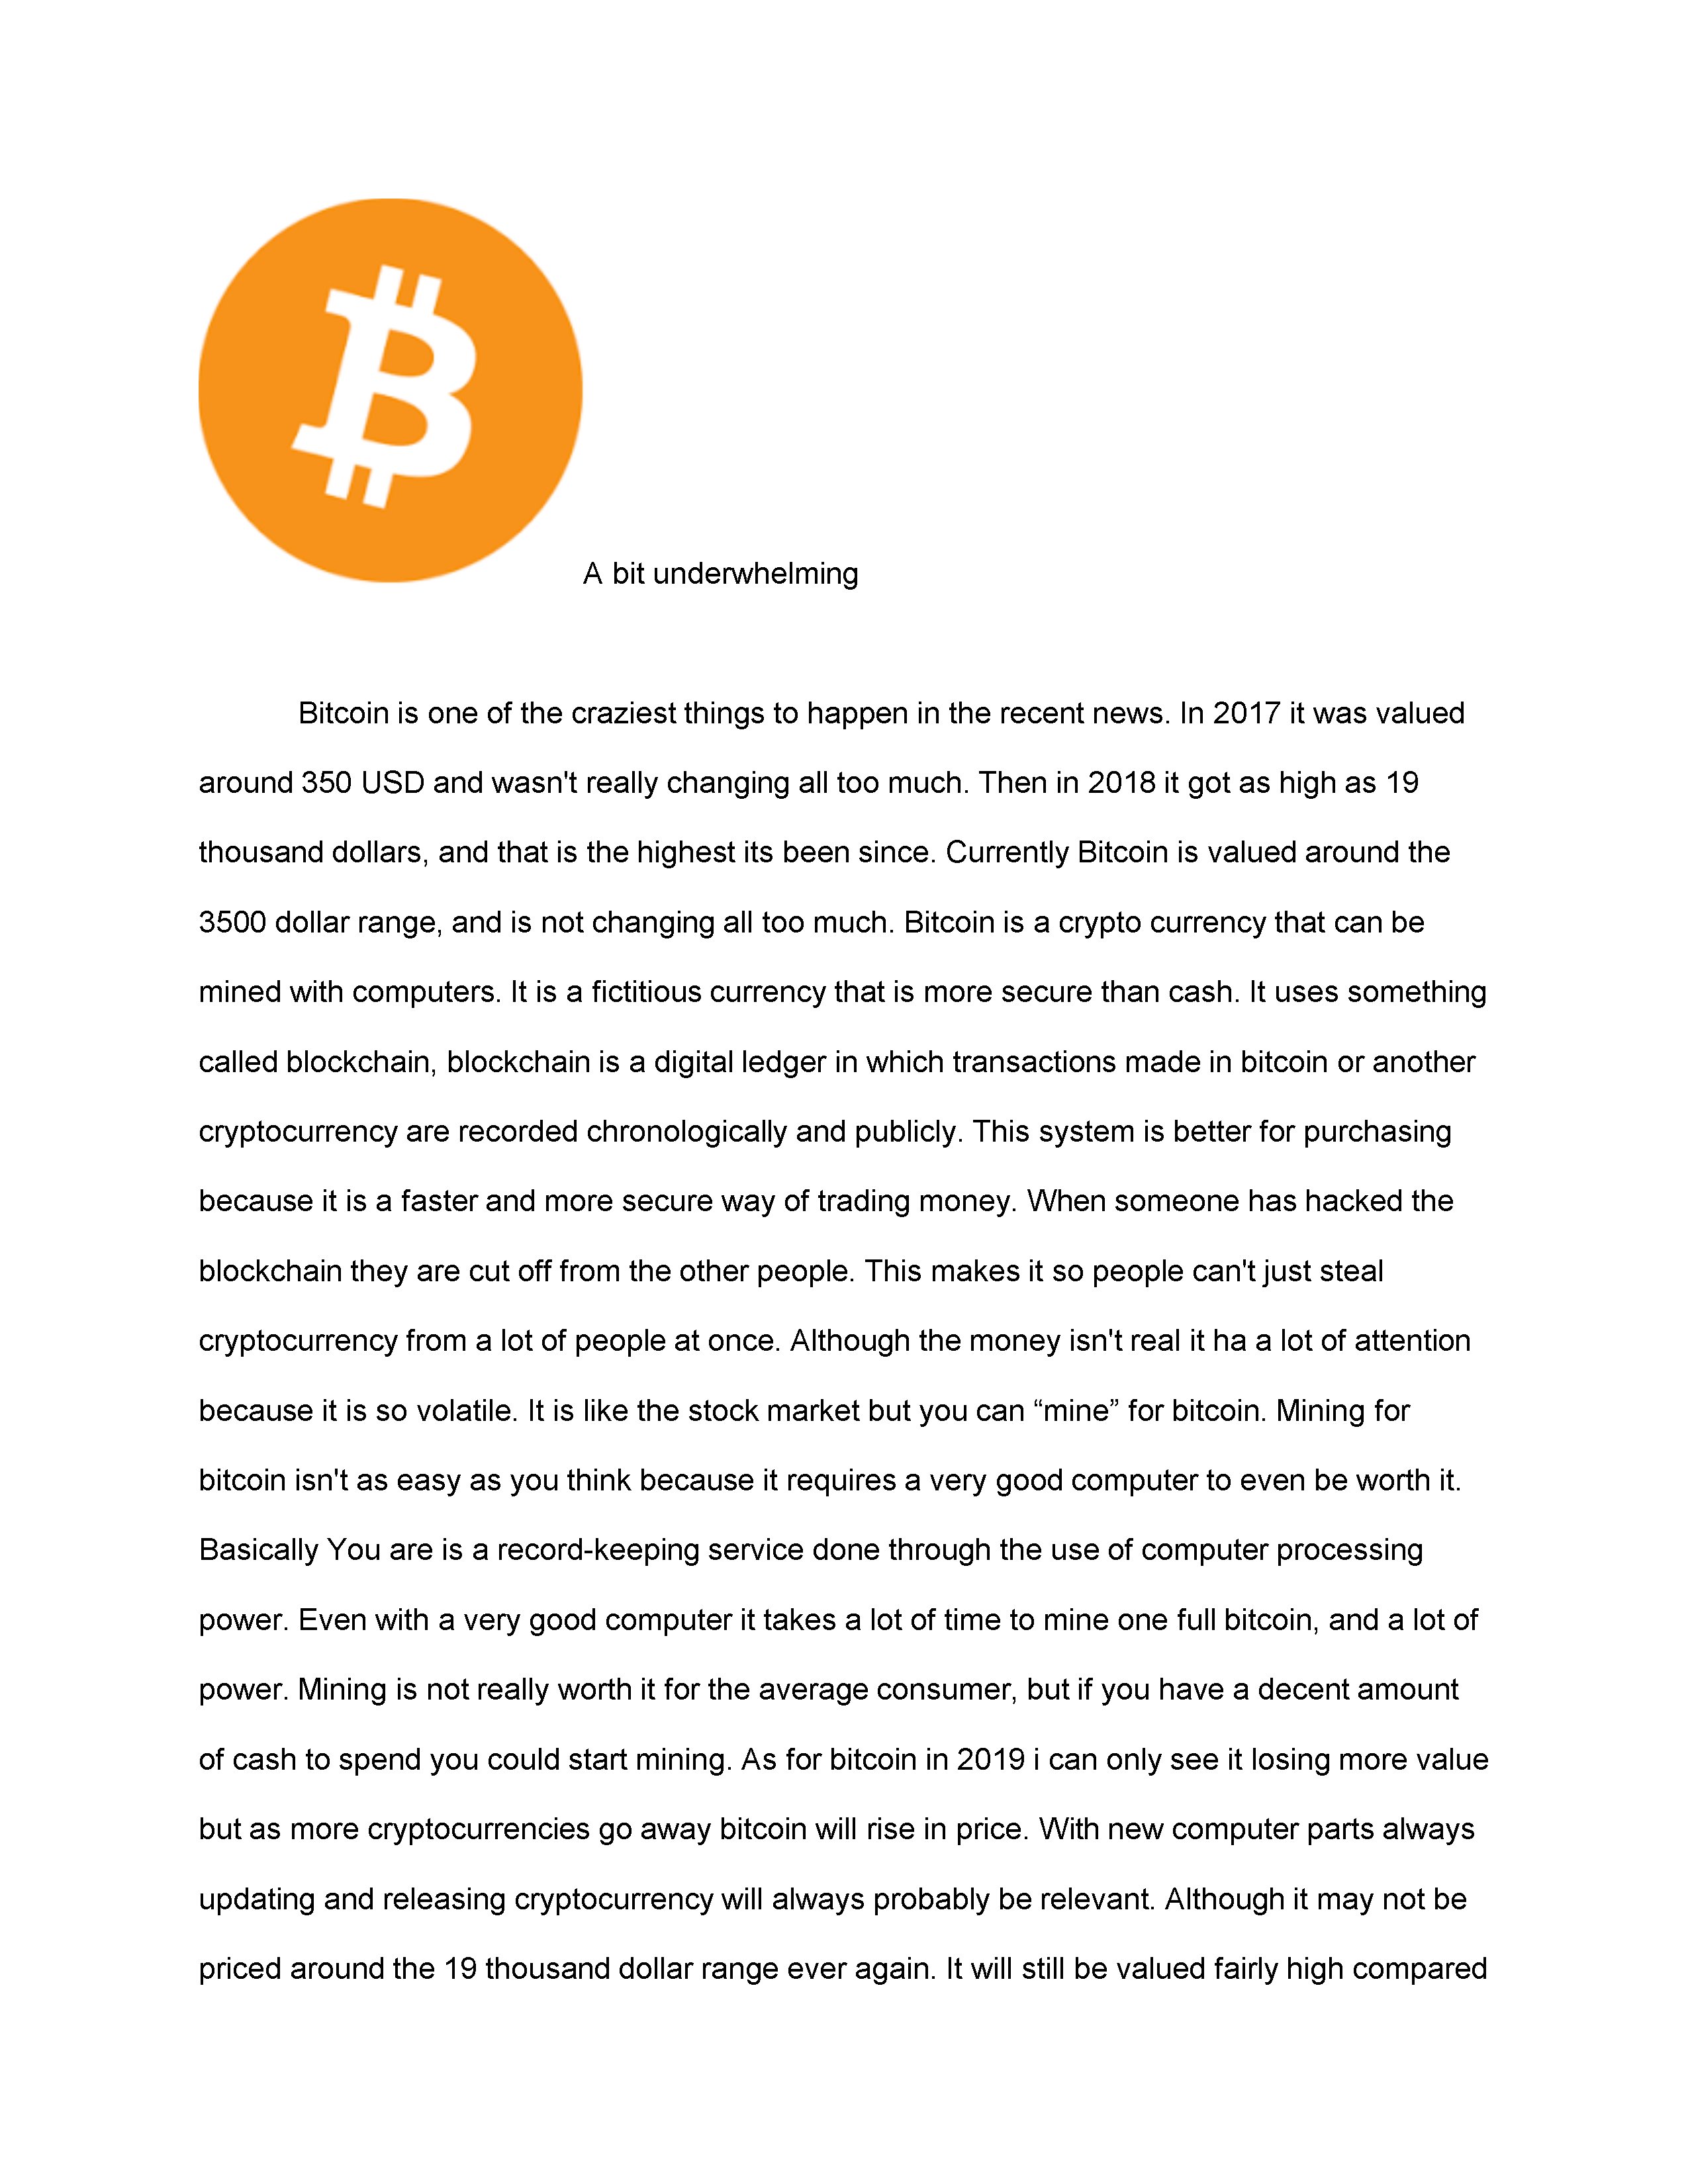 A bit underwhelming
Bitcoin is one of the craziest things to happen in the recent news. In 2017 it was valued
around 350 USD and wasn't really changing all too much. Then in 2018 it got as high as 19
thousand dollars, and that is the highest its been since. Currently Bitcoin is valued around the
3500 dollar range, and is not changing all too much. Bitcoin is a crypto currency that can be
mined with computers. It is a fictitious currency that is more secure than cash. It uses something
called blockchain, blockchain is a digital ledger in which transactions made in bitcoin or another
cryptocurrency are recorded chronologically and publicly. This system is better for purchasing
because it is a faster and more secure way of trading money. When someone has hacked the
blockchain they are cut off from the other people. This makes it so people can't just steal
cryptocurrency from a lot of people at once. Although the money isn't real it ha a lot of attention
because it is so volatile. It is like the stock market but you can “mine” for bitcoin. Mining for
bitcoin isn't as easy as you think because it requires a very good computer to even be worth it.
Basically You are is a record-keeping service done through the use of computer processing
power. Even with a very good computer it takes a lot of time to mine one full bitcoin, and a lot of
power. Mining is not really worth it for the average consumer, but if you have a decent amount
of cash to spend you could start mining. As for bitcoin in 2019 i can only see it losing more value
but as more cryptocurrencies go away bitcoin will rise in price. With new computer parts always
updating and releasing cryptocurrency will always probably be relevant. Although it may not be
priced around the 19 thousand dollar range ever again. It will still be valued fairly high compared